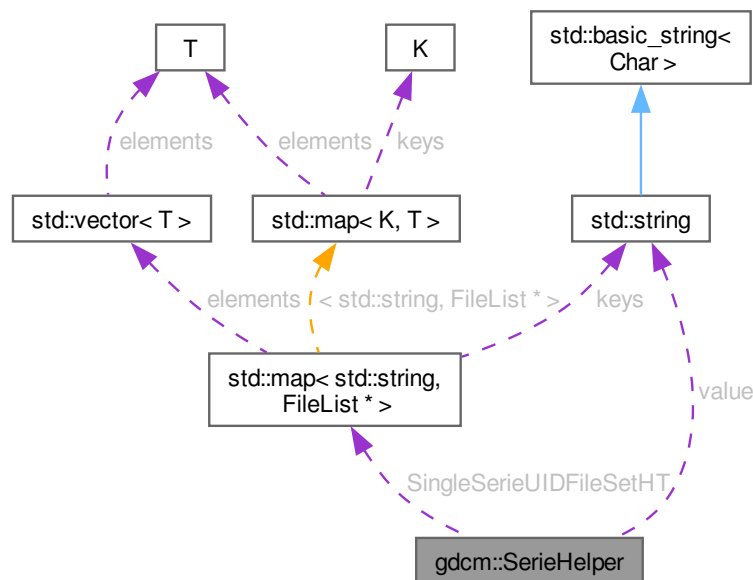 T
K
std::basic_string<
Char >
elements
elements
keys
std::vector< T >
std::map< K, T >
std::string
elements
< std::string, FileList * >
keys
std::map< std::string,
FileList * >
value
SingleSerieUIDFileSetHT
gdcm::SerieHelper